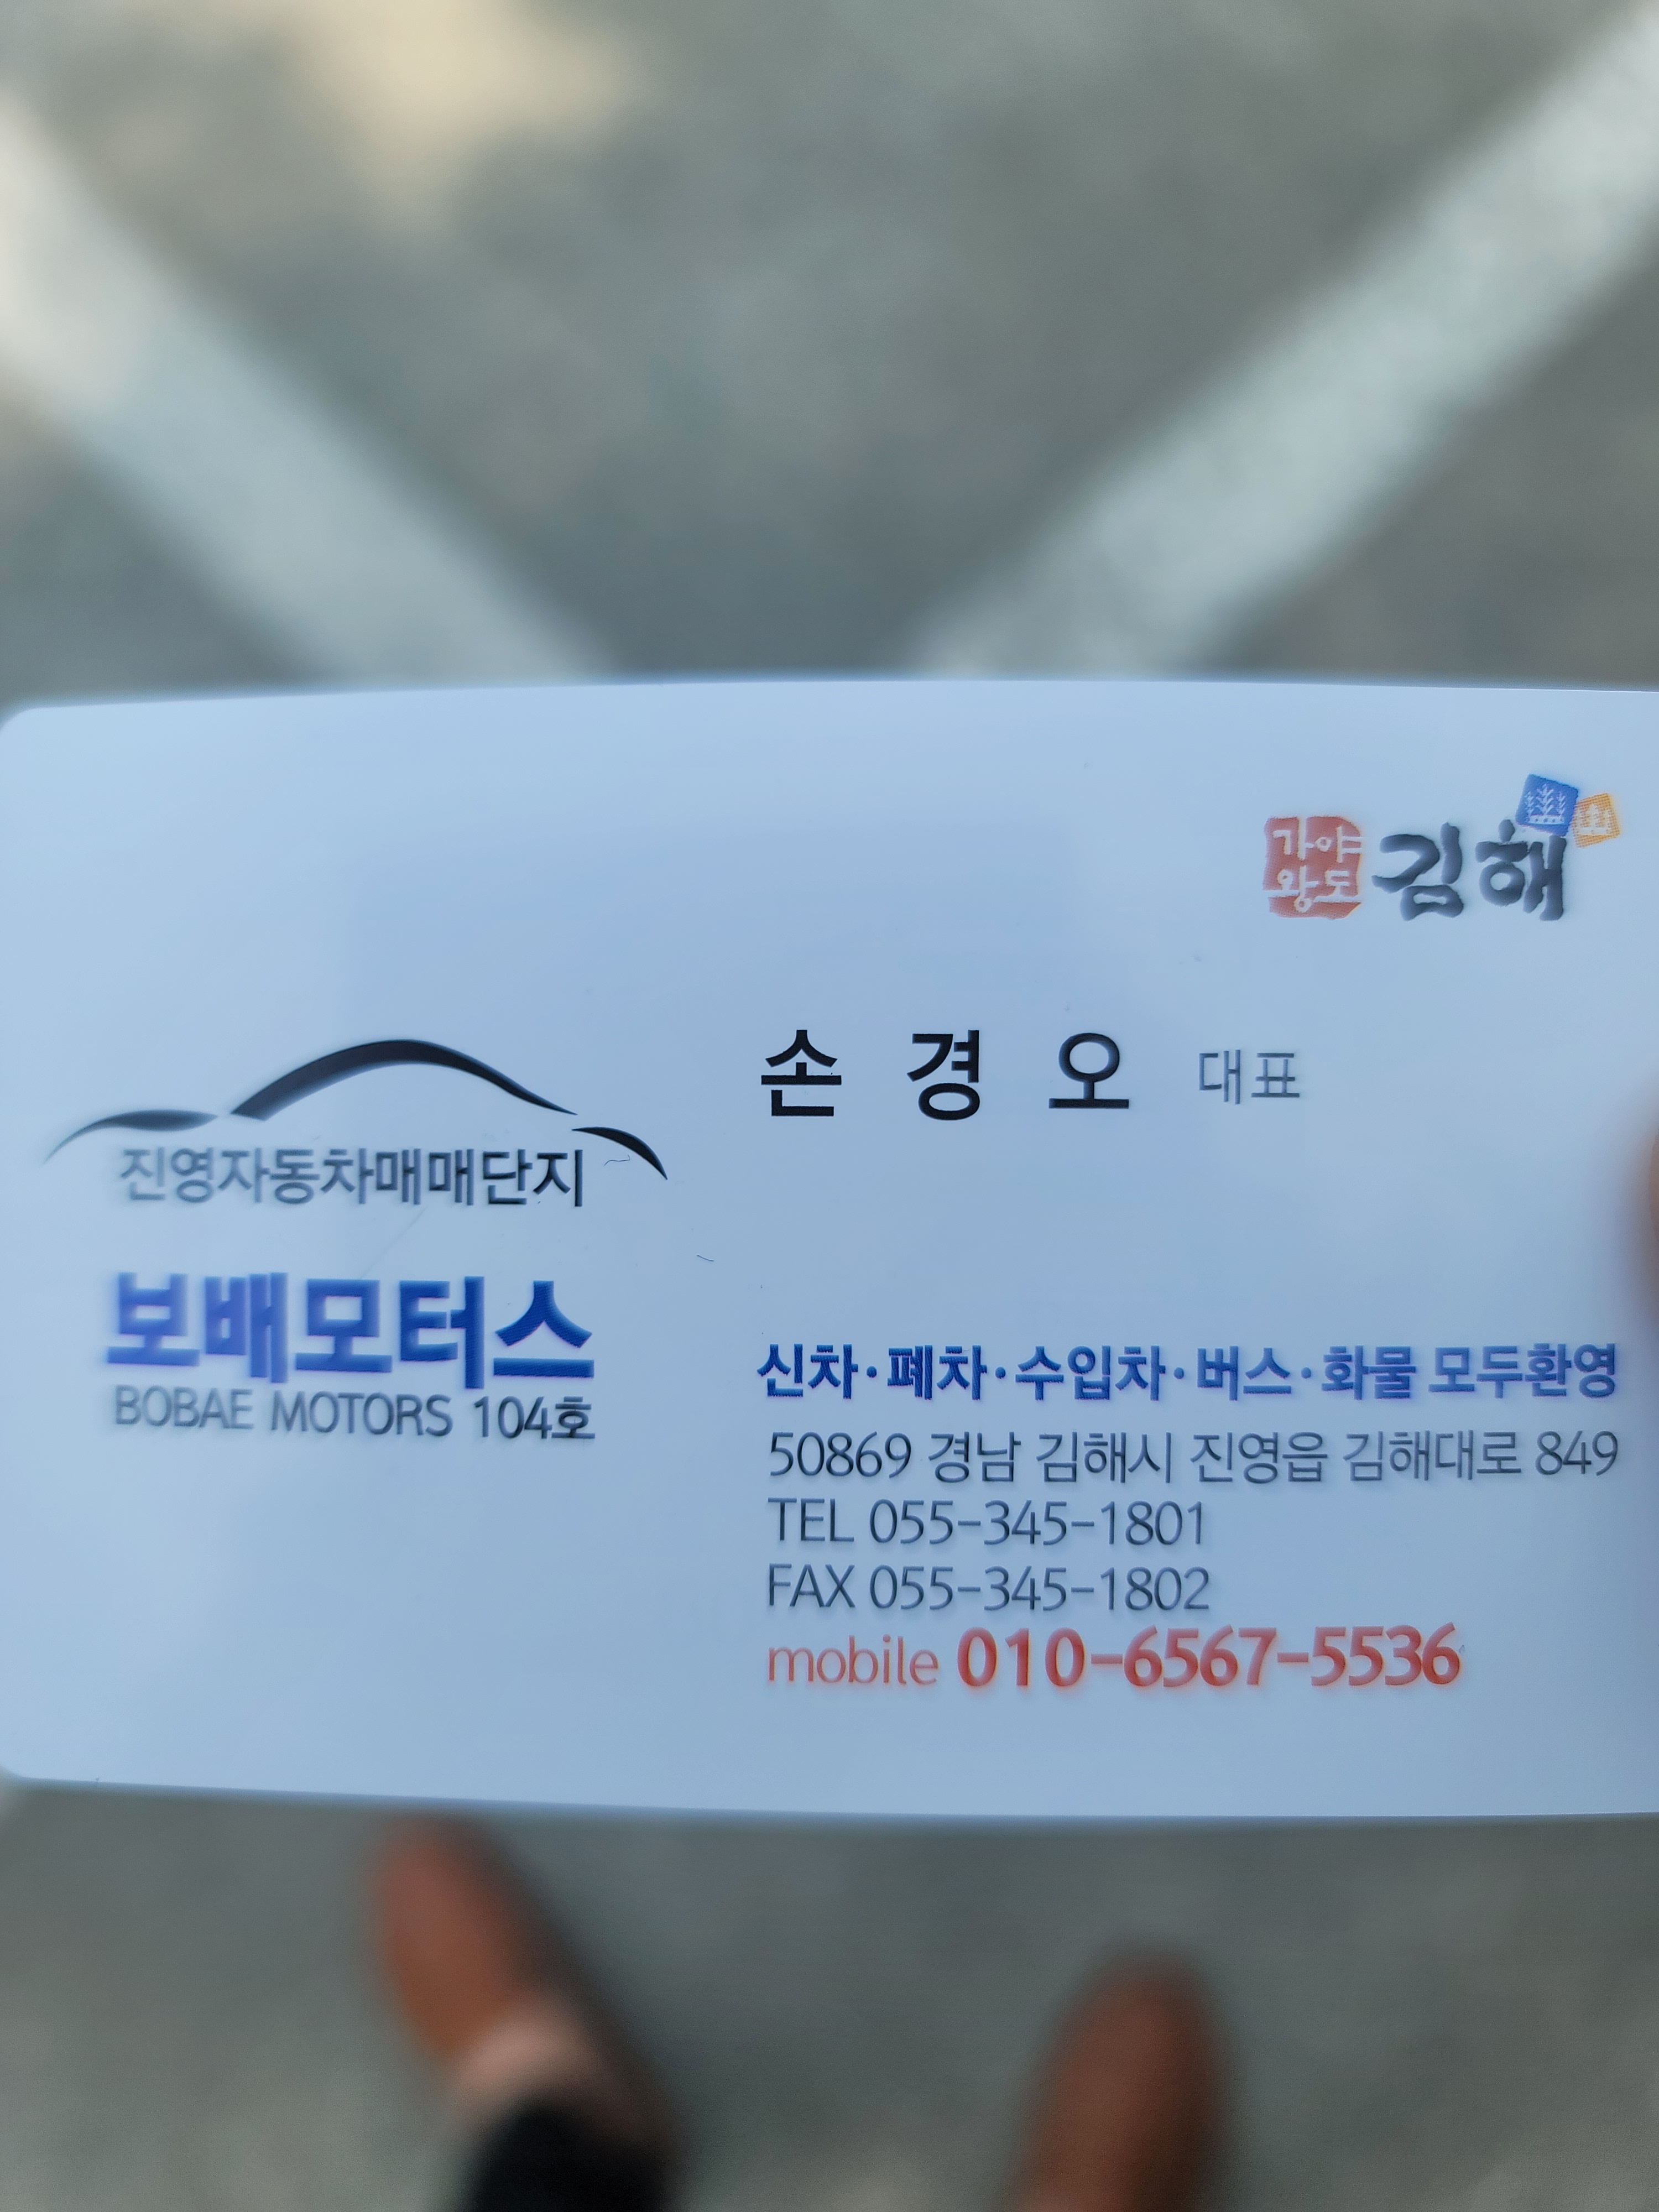 가야
왕도
김해
손 경 오 대표
진영자동차매매단지
보배모터스
BOBAE MOTORS 104호
신차·폐차·수입차·버스·화물 모두환영
50869 경남 김해시 진영읍 김해대로 849
TEL 055-345-1801
FAX 055-345-1802
mobile 010-6567-5536